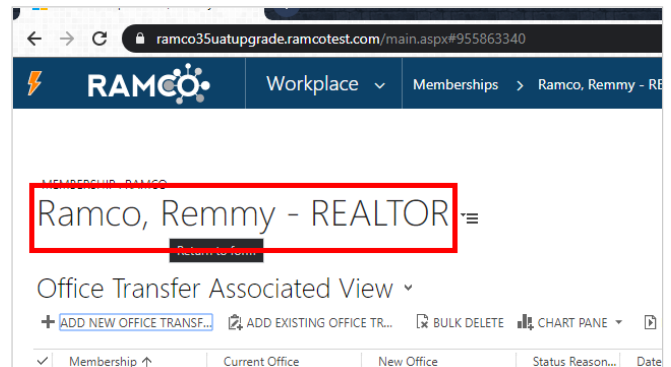 ramco35uatupgrade.ramcotest.com/main.aspx#955863340
RAMCO Workplace Memberships > Ramco, Remmy - RE
MEMBERSHIP : RAMCO
Ramco, Remmy - REALTOR
Return to form
Office Transfer Associated View
+ ADD NEW OFFICE TRANSF... ADD EXISTING OFFICE TR... BULK DELETE CHART PANE
✓ Membership ↑ Current Office New Office Status Reason... Date